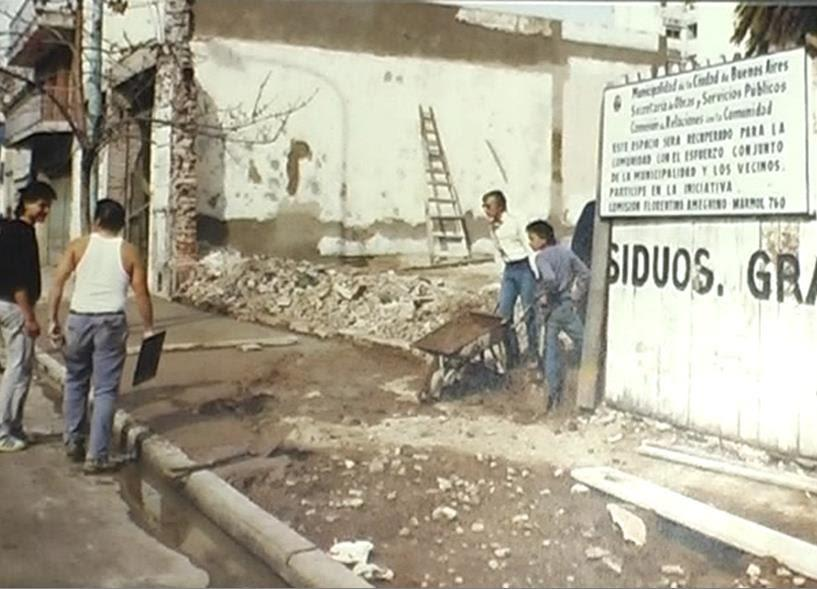 Municipalidad de la Ciudad de Buenos Aires
Secretaría de Obras y Servicios Públicos
Comisión de Relaciones con la Comunidad
ESTE ESPACIO SERA RECUPERADO PARA LA
COMUNIDAD CON EL ESFUERZO CONJUNTO
DE LA MUNICIPALIDAD Y LOS VECINOS.
PARTICIPE EN LA INICIATIVA.
COMISION FLORENTINO AMEGHINO-MARMOL 760
SIDUOS. GRA